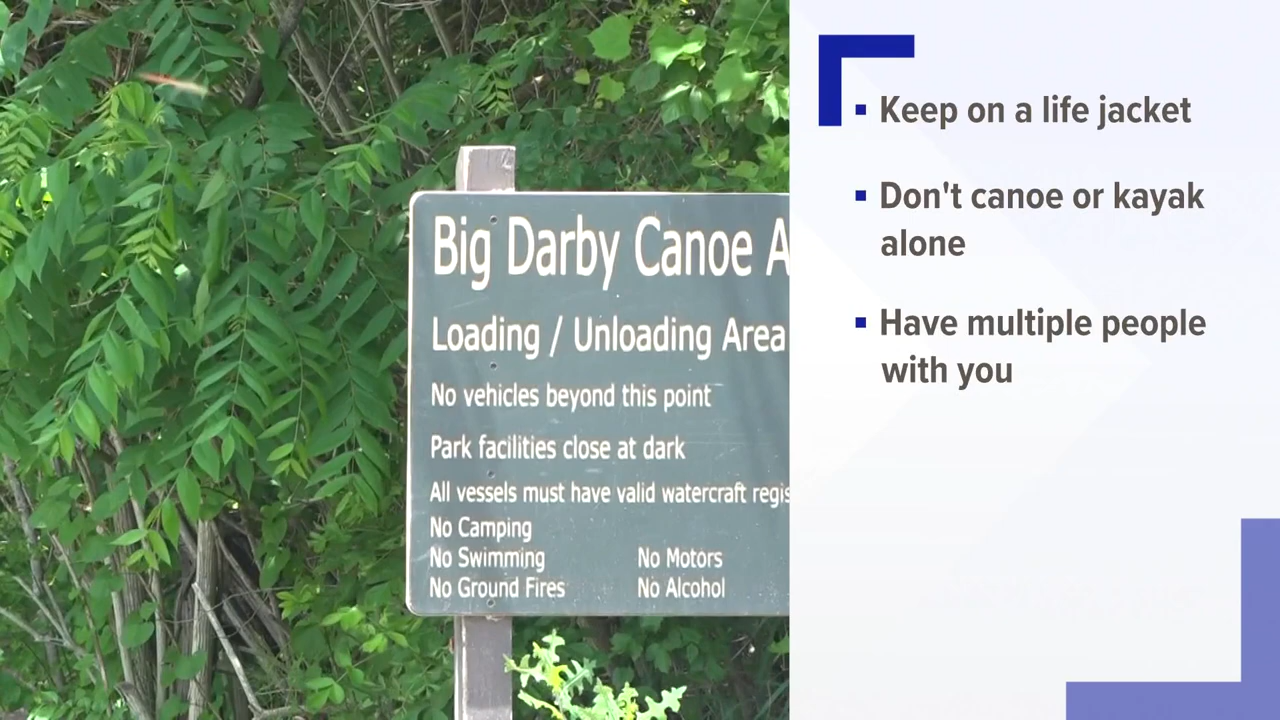 Big Darby Canoe A
Loading / Unloading Area
No vehicles beyond this point
Park facilities close at dark
All vessels must have valid watercraft regis
No Camping
No Swimming No Motors
No Ground Fires No Alcohol
Keep on a life jacket
Don't canoe or kayak
alone
Have multiple people
with you